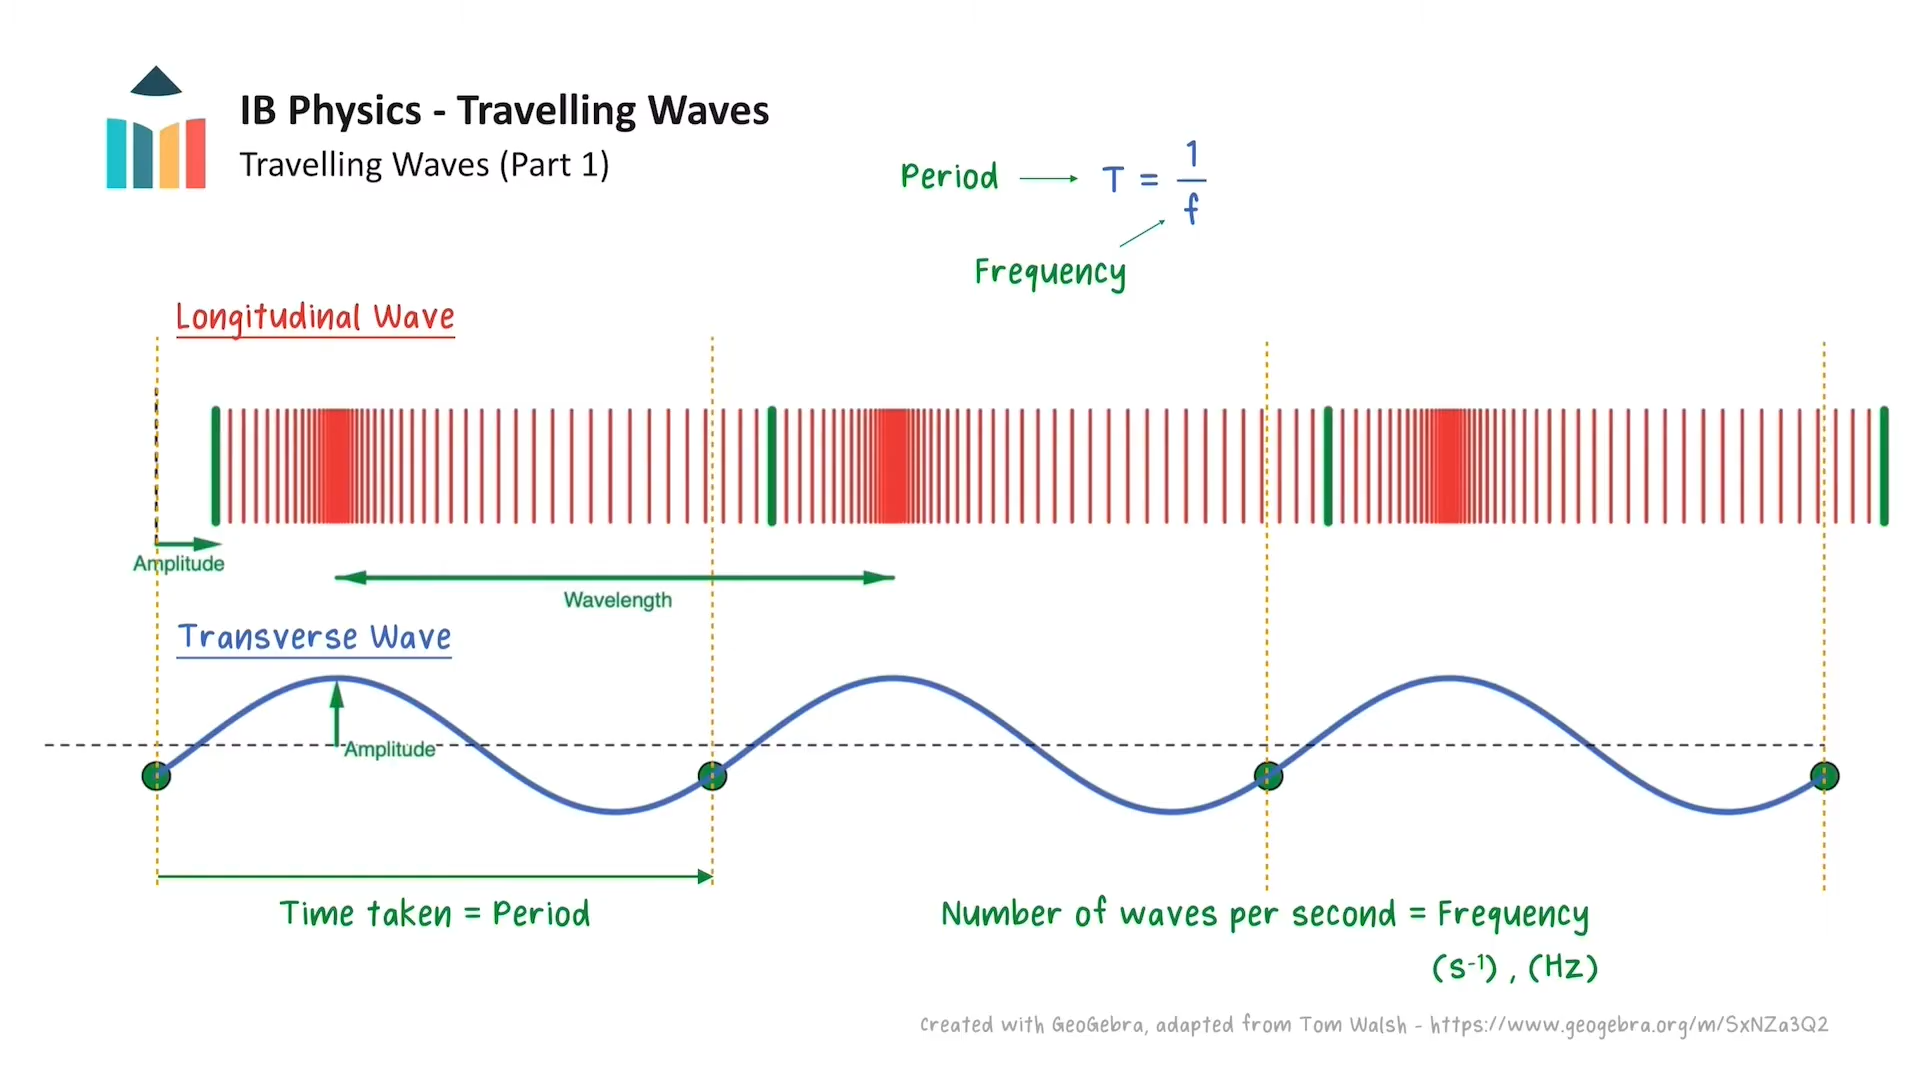 IB Physics - Travelling Waves
Travelling Waves (Part 1)
Period
T = 1/f
Frequency
Longitudinal Wave
Amplitude
Wavelength
Transverse Wave
Amplitude
Time taken = Period
Number of waves per second = Frequency
(s⁻¹) , (Hz)
Created with GeoGebra, adapted from Tom Walsh - https://www.geogebra.org/m/SxNZa3Q2